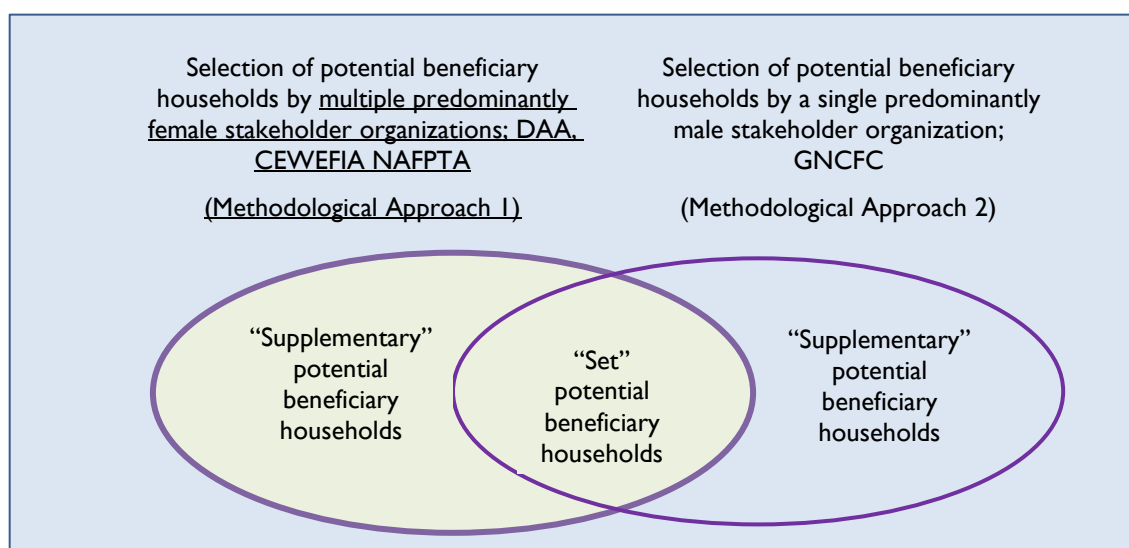 Selection of potential beneficiary
households by multiple predominantly
female stakeholder organizations; DAA,
CEWEFIA NAFPTA
(Methodological Approach 1)
Selection of potential beneficiary
households by a single predominantly
male stakeholder organization;
GNCFC
(Methodological Approach 2)
“Supplementary”
potential
beneficiary
households
“Set”
potential
beneficiary
households
“Supplementary”
potential
beneficiary
households